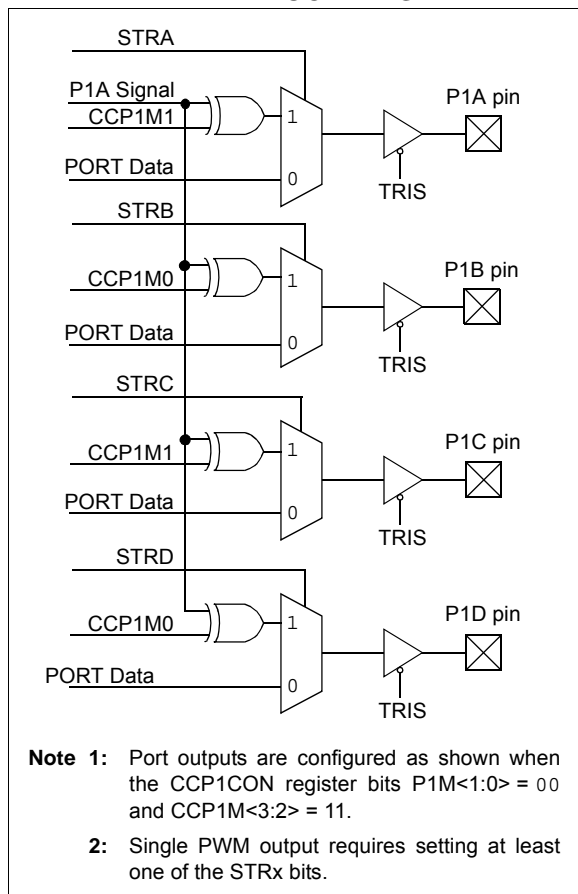 STRA
P1A Signal
CCP1M1
1
P1A pin
PORT Data
0
TRIS
STRB
CCP1M0
1
P1B pin
PORT Data
0
TRIS
STRC
CCP1M1
1
P1C pin
PORT Data
0
TRIS
STRD
CCP1M0
1
P1D pin
PORT Data
0
TRIS
Note 1: Port outputs are configured as shown when
the CCP1CON register bits P1M<1:0> = 00
and CCP1M<3:2> = 11.
2: Single PWM output requires setting at least
one of the STRx bits.